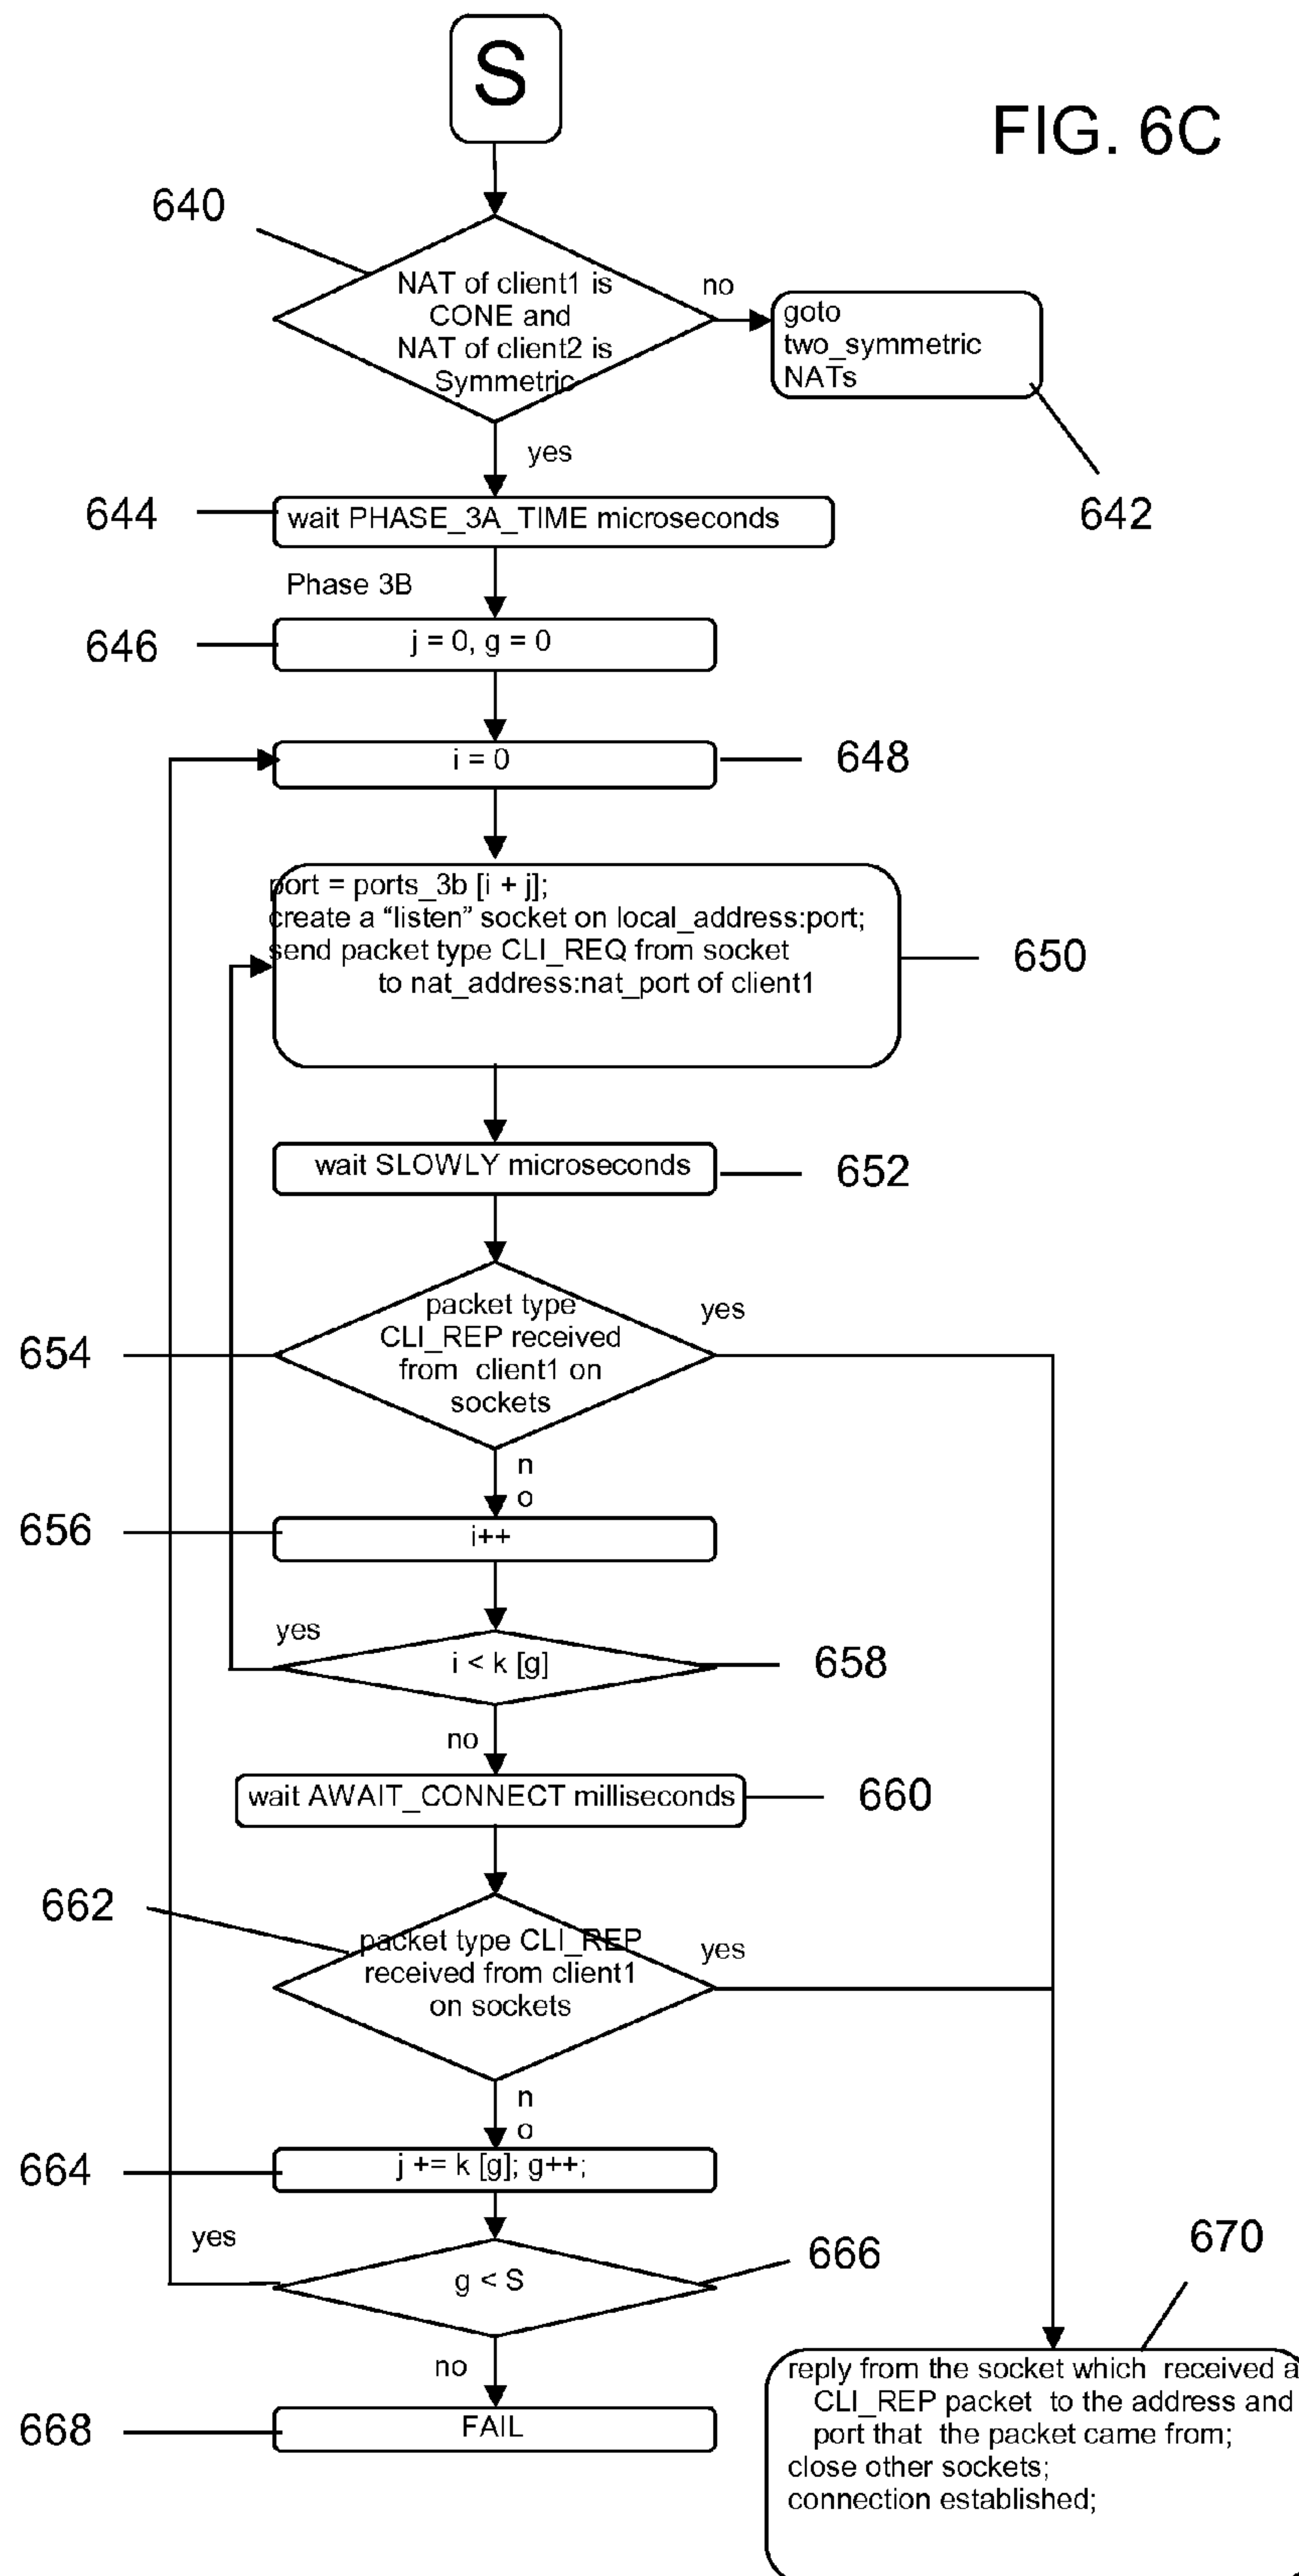 S
FIG. 6C
640
NAT of client1 is
CONE and
NAT of client2 is
Symmetric
no
goto
two_symmetric
NATs
642
yes
644
wait PHASE_3A_TIME microseconds
Phase 3B
646
j = 0, g = 0
i = 0
648
port = ports_3b [i + j];
create a “listen” socket on local_address:port;
send packet type CLI_REQ from socket
to nat_address:nat_port of client1
650
wait SLOWLY microseconds
652
654
packet type
CLI_REP received
from client1 on
sockets
yes
n
o
656
i++
yes
i < k [g]
658
no
wait AWAIT_CONNECT milliseconds
660
662
packet type CLI_REP
received from client1
on sockets
yes
n
o
664
j += k [g]; g++;
yes
g < S
666
no
668
FAIL
670
reply from the socket which received a
CLI_REP packet to the address and
port that the packet came from;
close other sockets;
connection established;